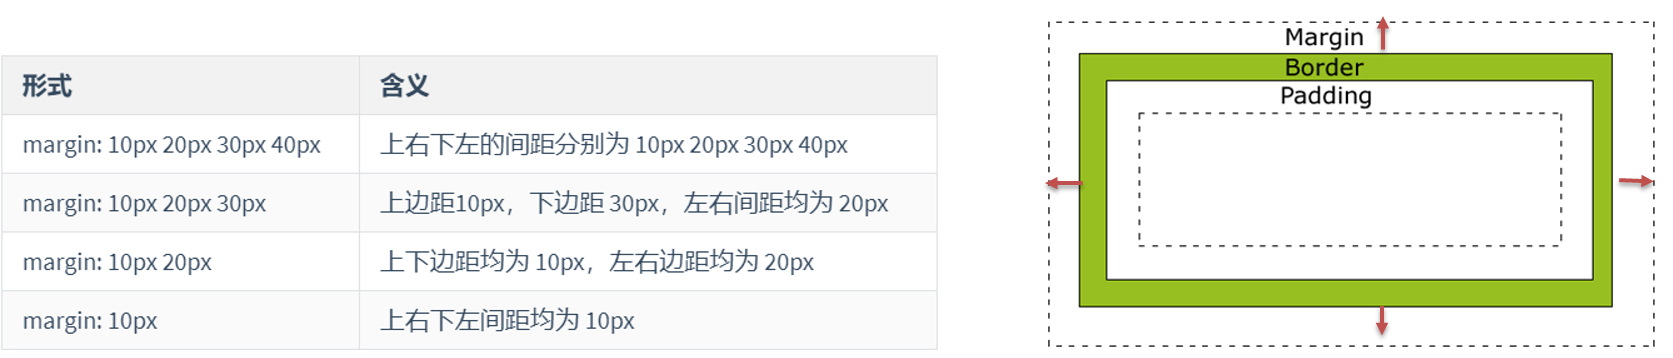 形式 含义
margin: 10px 20px 30px 40px 上右下左的间距分别为 10px 20px 30px 40px
margin: 10px 20px 30px 上边距10px，下边距 30px，左右间距均为 20px
margin: 10px 20px 上下边距均为 10px，左右边距均为 20px
margin: 10px 上右下左间距均为 10px
Margin
Border
Padding